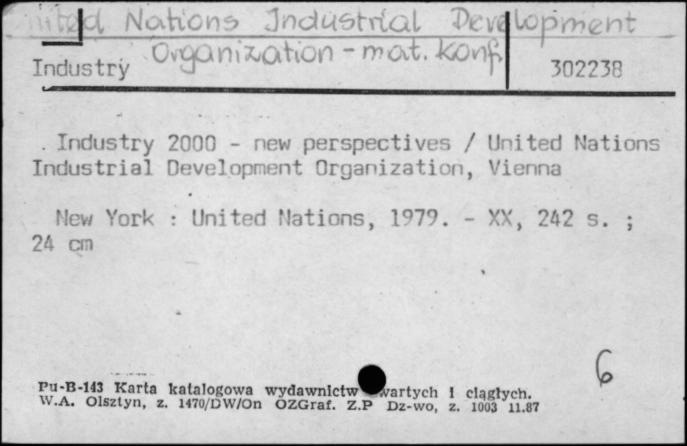 United Nations Industrial Development
Organization - mat. konf.
Industry 302238
. Industry 2000 - new perspectives / United Nations
Industrial Development Organization, Vienna
New York : United Nations, 1979. - XX, 242 s. ;
24 cm
6
Pu-B-143 Karta katalogowa wydawnictw zwartych i ciągłych.
W.A. Olsztyn, z. 1470/DW/On OZGraf. Z.P Dz-wo, z. 1003 11.87